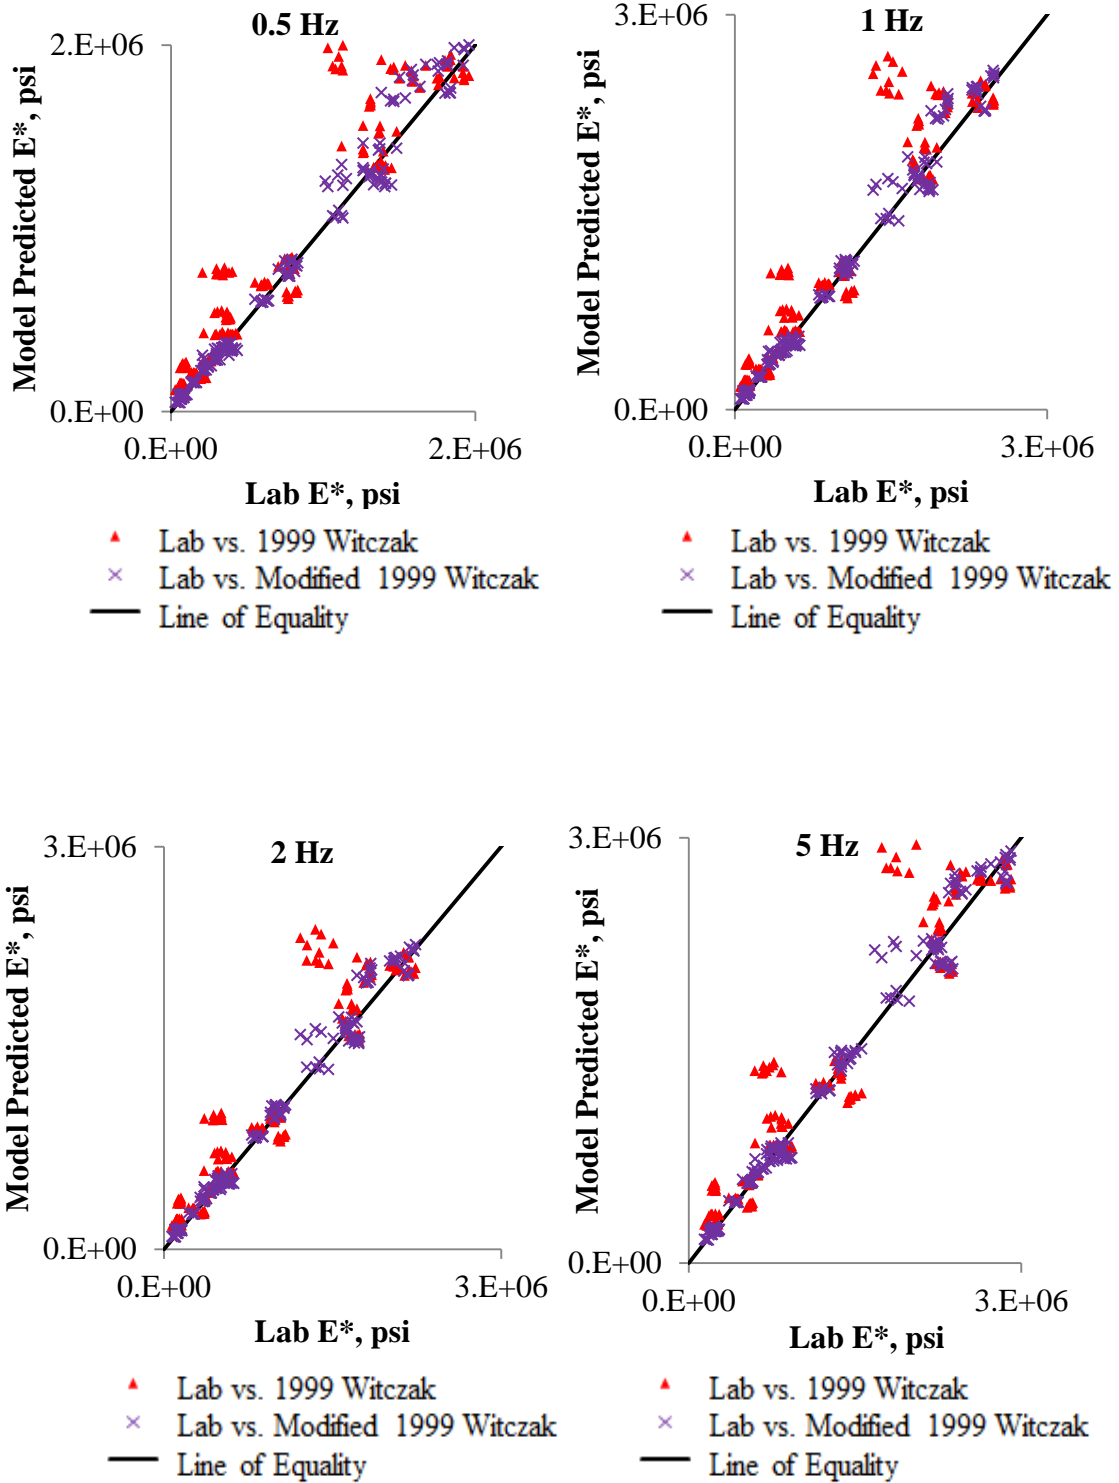 0.5 Hz
2.E+06
Model Predicted E*, psi
0.E+00
0.E+00
2.E+06
Lab E*, psi
Lab vs. 1999 Witczak
Lab vs. Modified 1999 Witczak
Line of Equality
1 Hz
3.E+06
Model Predicted E*, psi
0.E+00
0.E+00
3.E+06
Lab E*, psi
Lab vs. 1999 Witczak
Lab vs. Modified 1999 Witczak
Line of Equality
2 Hz
3.E+06
Model Predicted E*, psi
0.E+00
0.E+00
3.E+06
Lab E*, psi
Lab vs. 1999 Witczak
Lab vs. Modified 1999 Witczak
Line of Equality
5 Hz
3.E+06
Model Predicted E*, psi
0.E+00
0.E+00
3.E+06
Lab E*, psi
Lab vs. 1999 Witczak
Lab vs. Modified 1999 Witczak
Line of Equality